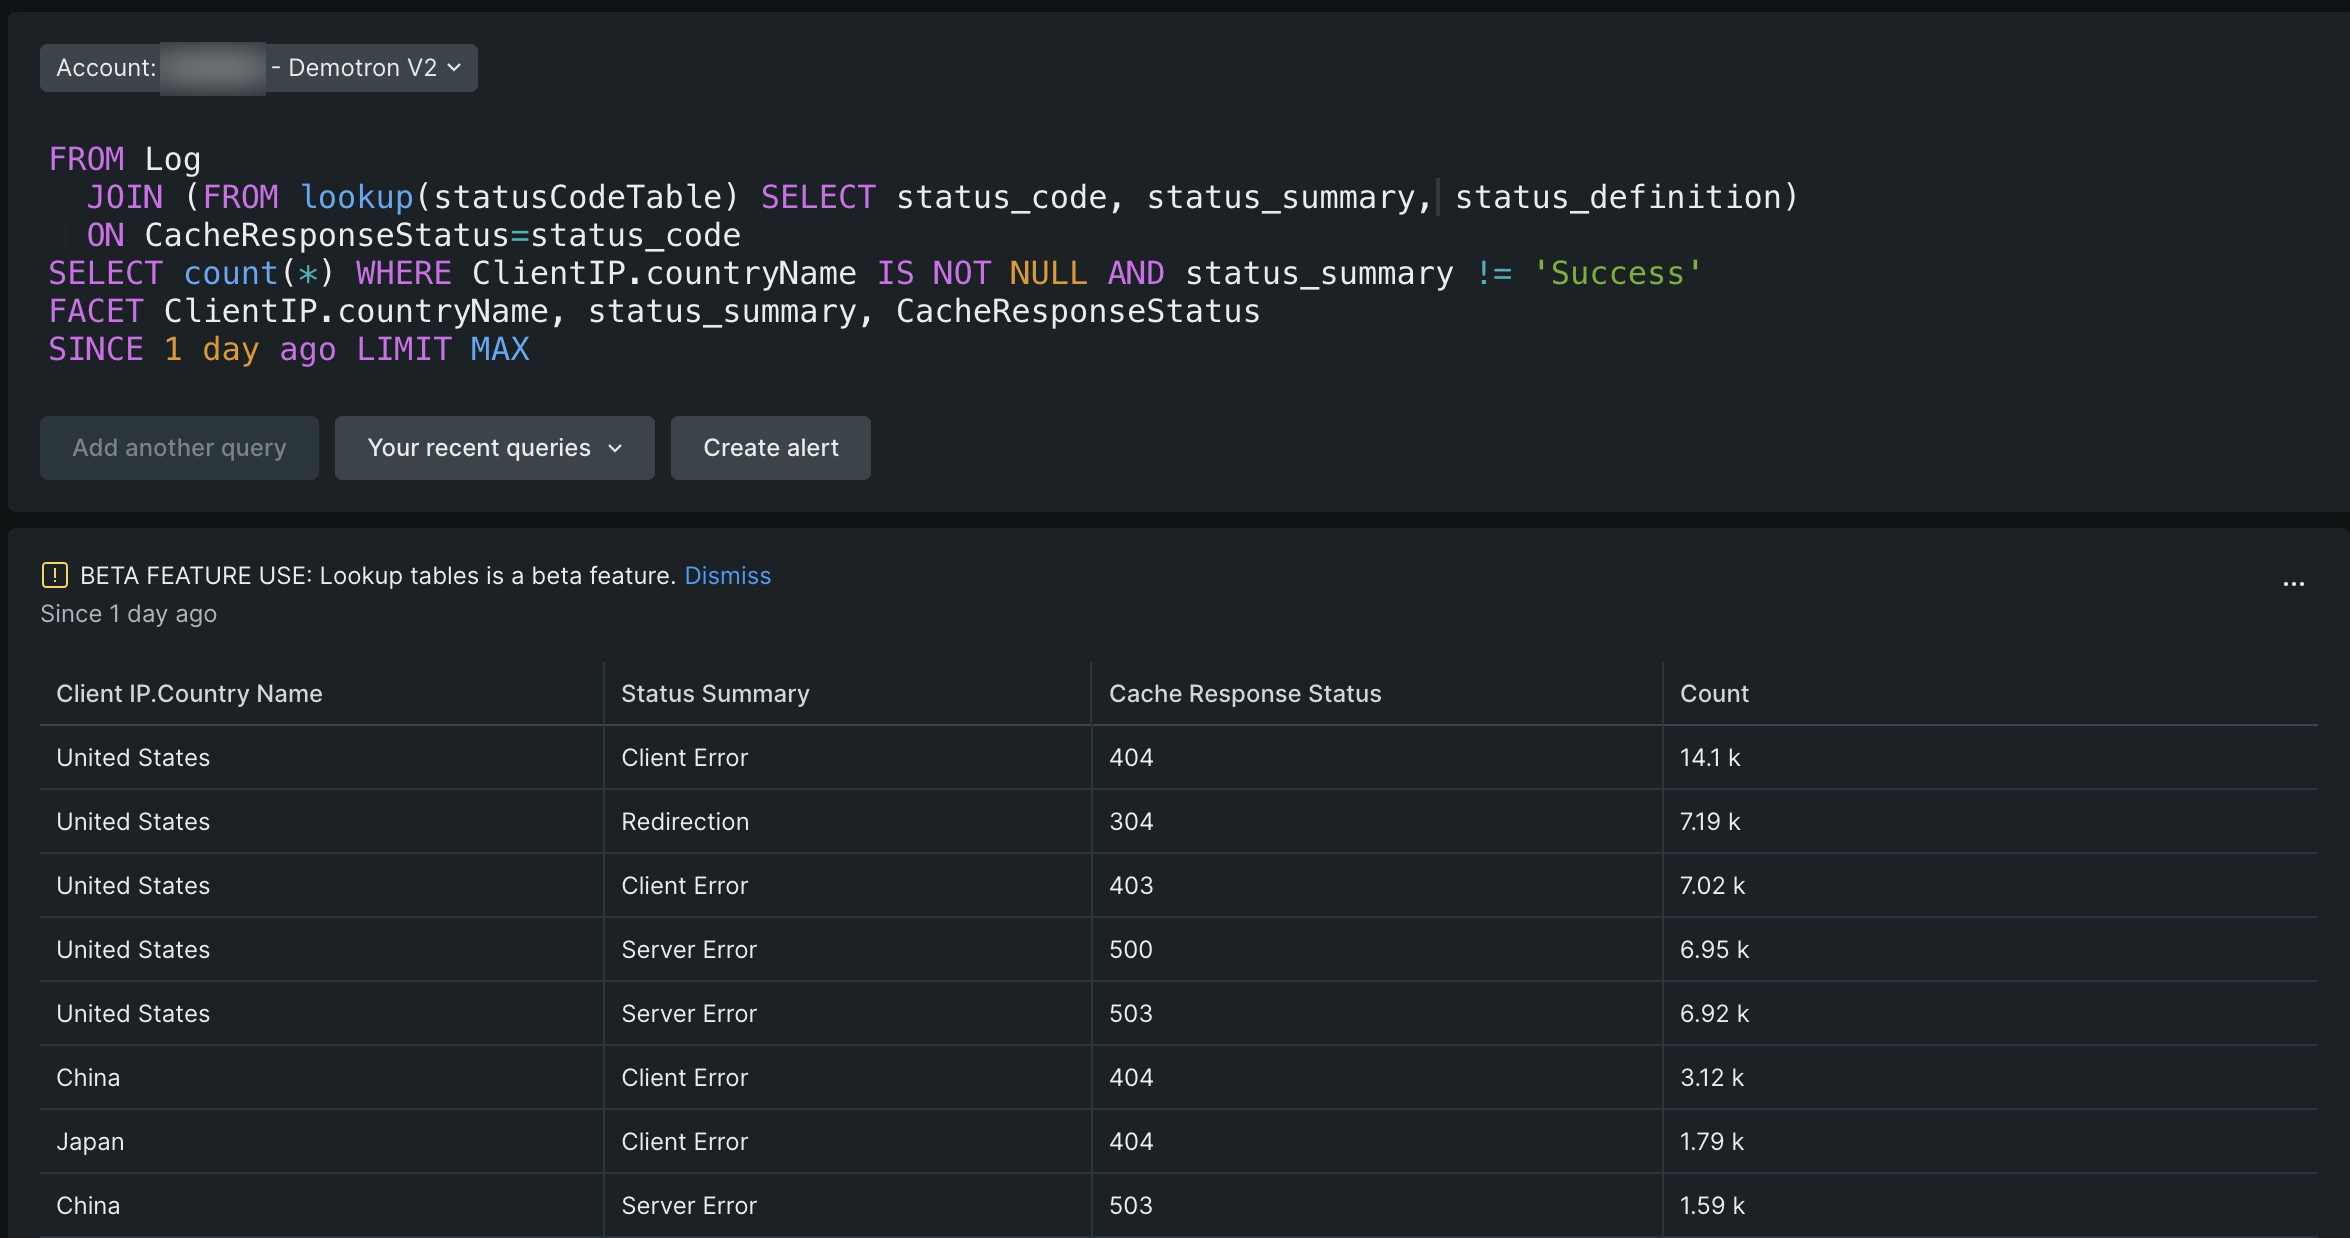 Account: - Demotron V2
FROM Log
JOIN (FROM lookup(statusCodeTable) SELECT status_code, status_summary, status_definition)
ON CacheResponseStatus=status_code
SELECT count(*) WHERE ClientIP.countryName IS NOT NULL AND status_summary != 'Success'
FACET ClientIP.countryName, status_summary, CacheResponseStatus
SINCE 1 day ago LIMIT MAX
Add another query Your recent queries Create alert
BETA FEATURE USE: Lookup tables is a beta feature. Dismiss ...
Since 1 day ago
Client IP.Country Name Status Summary Cache Response Status Count
United States Client Error 404 14.1 k
United States Redirection 304 7.19 k
United States Client Error 403 7.02 k
United States Server Error 500 6.95 k
United States Server Error 503 6.92 k
China Client Error 404 3.12 k
Japan Client Error 404 1.79 k
China Server Error 503 1.59 k